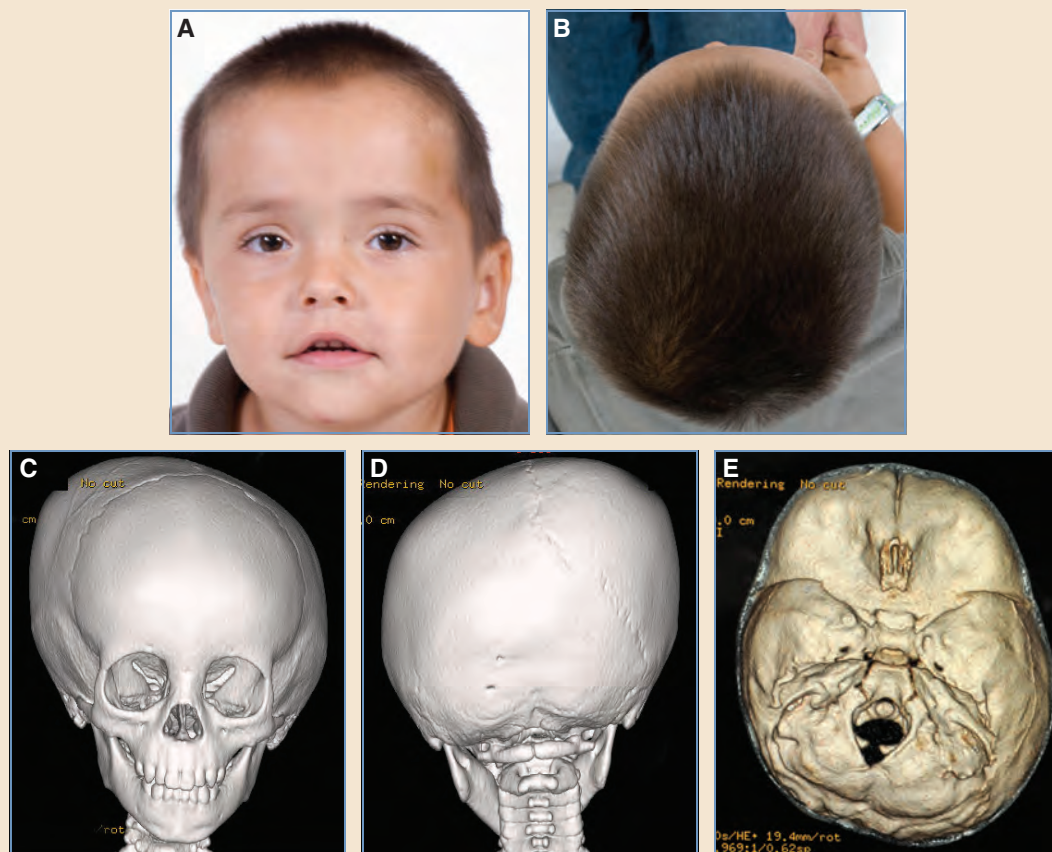 A
B
C
No cut
cm
/rot
D
Rendering No cut
.0 cm
E
Rendering No cut
.0 cm
I
0s/HE+ 19.4mm/rot
.969:1/0.62sp